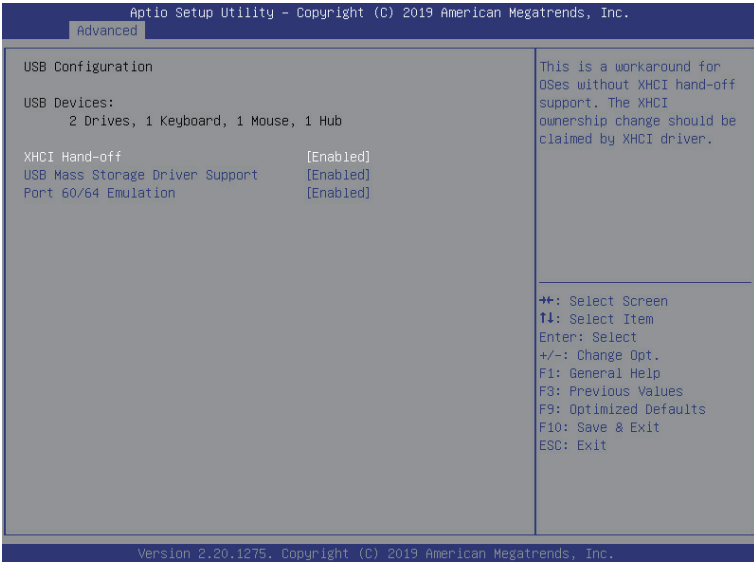 Aptio Setup Utility – Copyright (C) 2019 American Megatrends, Inc.
Advanced
USB Configuration
USB Devices:
2 Drives, 1 Keyboard, 1 Mouse, 1 Hub
XHCI Hand-off [Enabled]
USB Mass Storage Driver Support [Enabled]
Port 60/64 Emulation [Enabled]
This is a workaround for
OSes without XHCI hand-off
support. The XHCI
ownership change should be
claimed by XHCI driver.
→←: Select Screen
↑↓: Select Item
Enter: Select
+/-: Change Opt.
F1: General Help
F3: Previous Values
F9: Optimized Defaults
F10: Save & Exit
ESC: Exit
Version 2.20.1275. Copyright (C) 2019 American Megatrends, Inc.